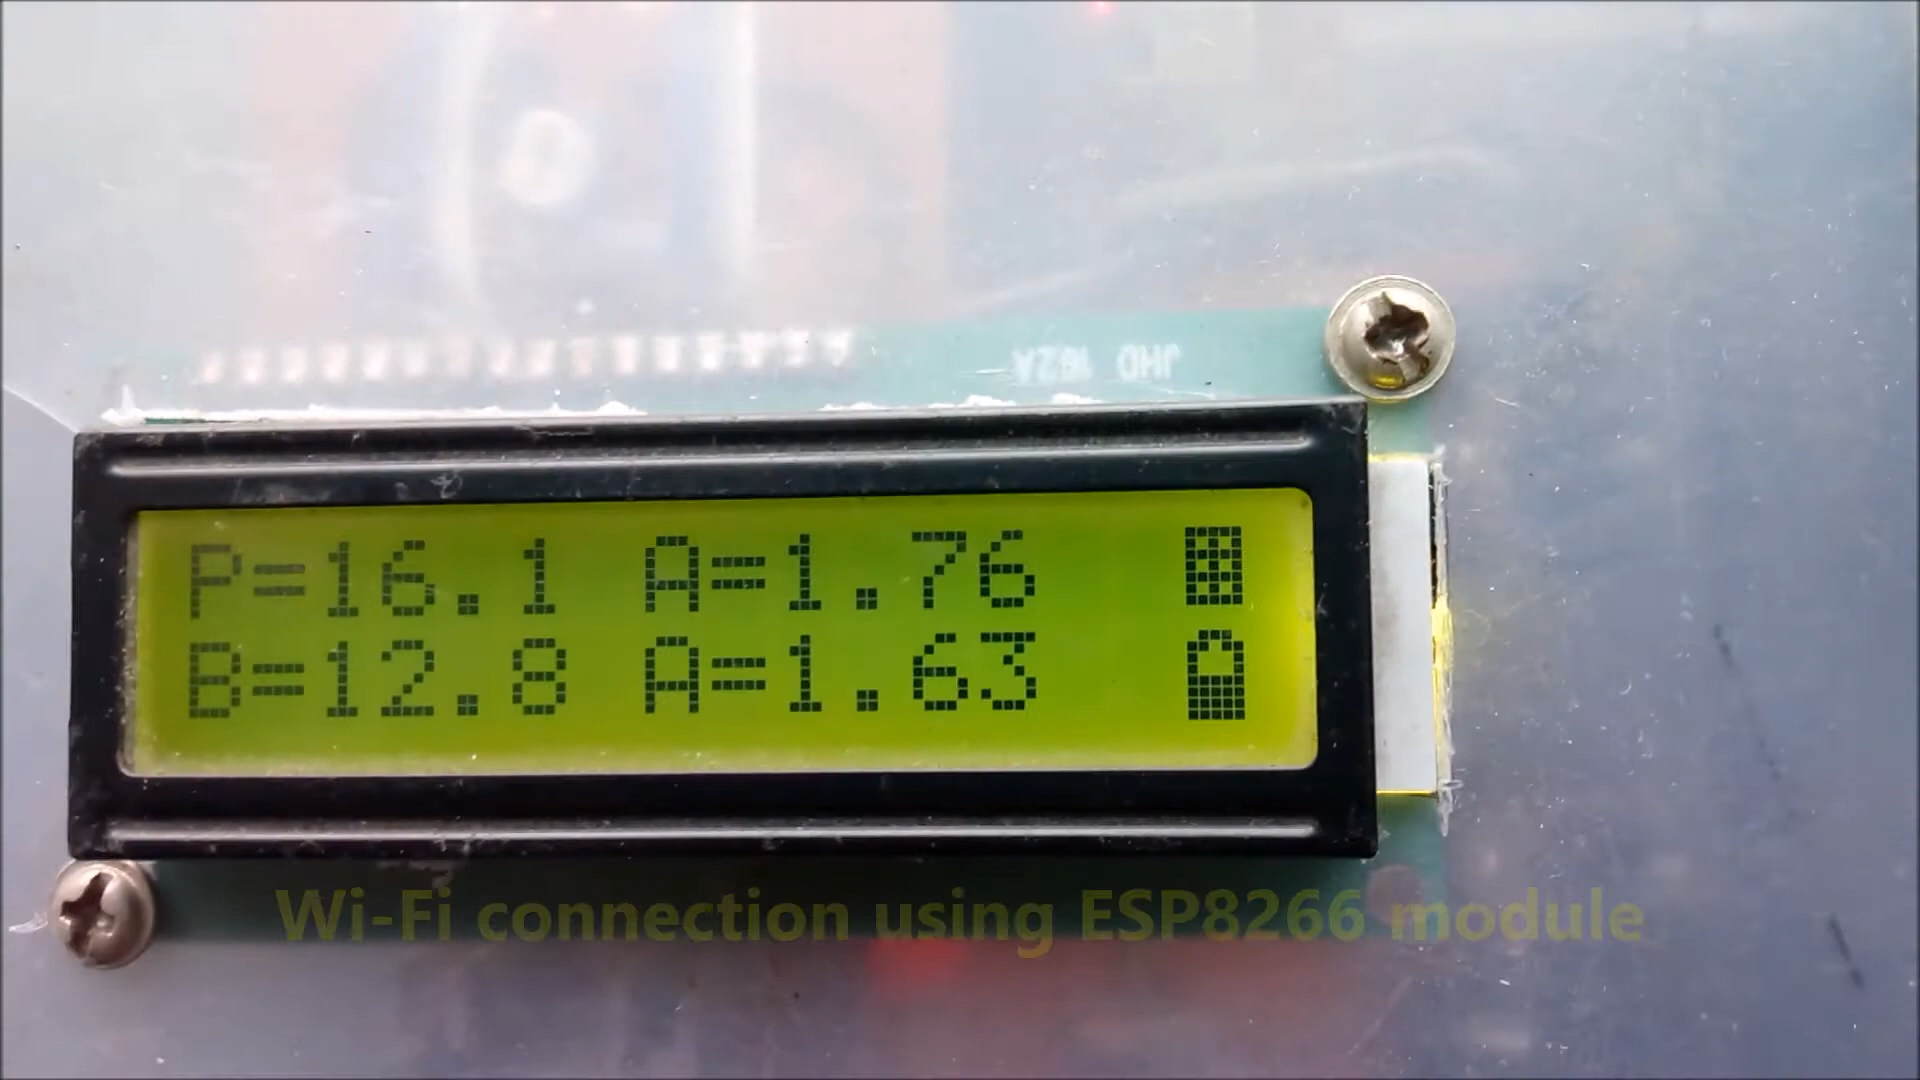 JHD 162A
P=16.1 A=1.76
B=12.8 A=1.63
Wi-Fi connection using ESP8266 module